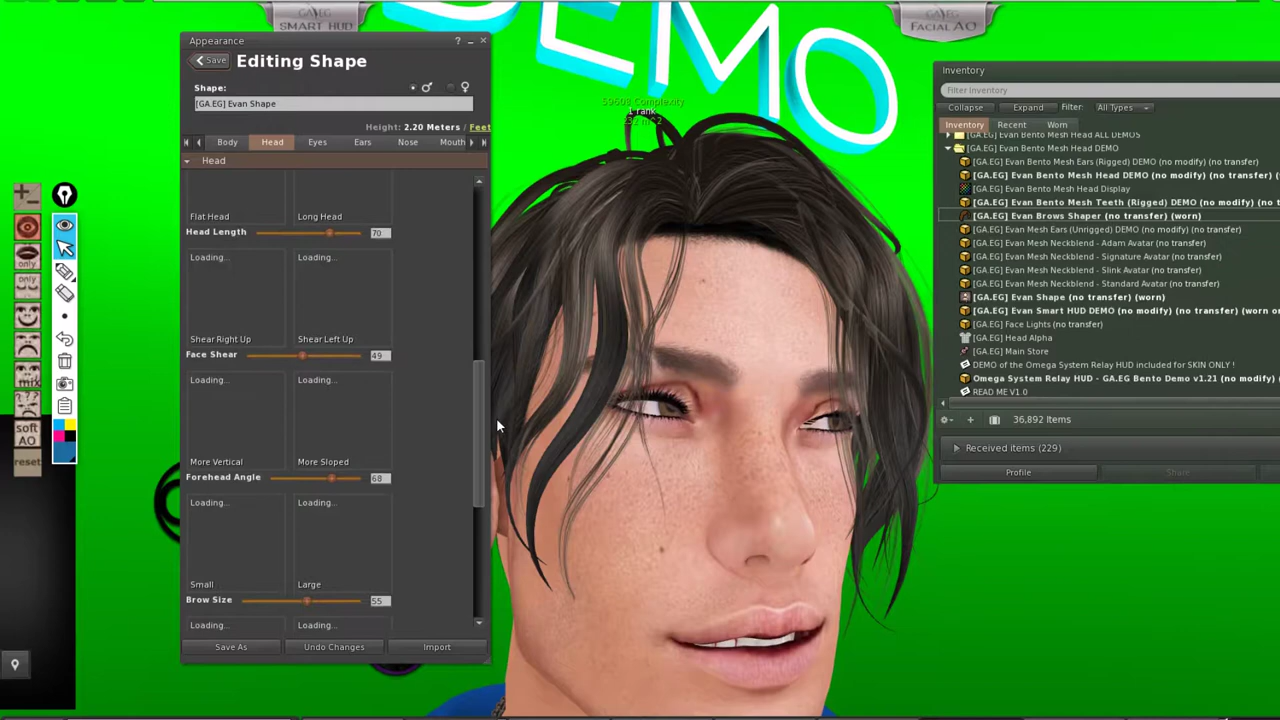 DEMO
GA.EG
SMART HUD
GA.EG
FACIAL AO
Appearance
?
Save
Editing Shape
Shape:
[GA.EG] Evan Shape
Height: 2.20 Meters / Feet
Body
Head
Eyes
Ears
Nose
Mouth
Head
Flat Head
Long Head
Head Length
70
Loading...
Loading...
Shear Right Up
Shear Left Up
Face Shear
49
Loading...
Loading...
More Vertical
More Sloped
Forehead Angle
68
Loading...
Loading...
Small
Large
Brow Size
55
Loading...
Loading...
Save As
Undo Changes
Import
59608 Complexity
1 rank
only
only
mix
soft
AO
reset
Inventory
Filter Inventory
Collapse
Expand
Filter:
All Types
Inventory
Recent
Worn
[GA.EG] Evan Bento Mesh Head ALL DEMOS
[GA.EG] Evan Bento Mesh Head DEMO
[GA.EG] Evan Bento Mesh Ears (Rigged) DEMO (no modify) (no transfer)
[GA.EG] Evan Bento Mesh Head DEMO (no modify) (no transfer) (
[GA.EG] Evan Bento Mesh Head Display
[GA.EG] Evan Bento Mesh Teeth (Rigged) DEMO (no modify) (no
[GA.EG] Evan Brows Shaper (no transfer) (worn)
[GA.EG] Evan Mesh Ears (Unrigged) DEMO (no modify) (no transfer)
[GA.EG] Evan Mesh Neckblend - Adam Avatar (no transfer)
[GA.EG] Evan Mesh Neckblend - Signature Avatar (no transfer)
[GA.EG] Evan Mesh Neckblend - Slink Avatar (no transfer)
[GA.EG] Evan Mesh Neckblend - Standard Avatar (no transfer)
[GA.EG] Evan Shape (no transfer) (worn)
[GA.EG] Evan Smart HUD DEMO (no modify) (no transfer) (worn or
[GA.EG] Face Lights (no transfer)
[GA.EG] Head Alpha
[GA.EG] Main Store
DEMO of the Omega System Relay HUD included for SKIN ONLY !
Omega System Relay HUD - GA.EG Bento Demo v1.21 (no modify)
READ ME V1.0
36,892 Items
Received items (229)
Profile
Share